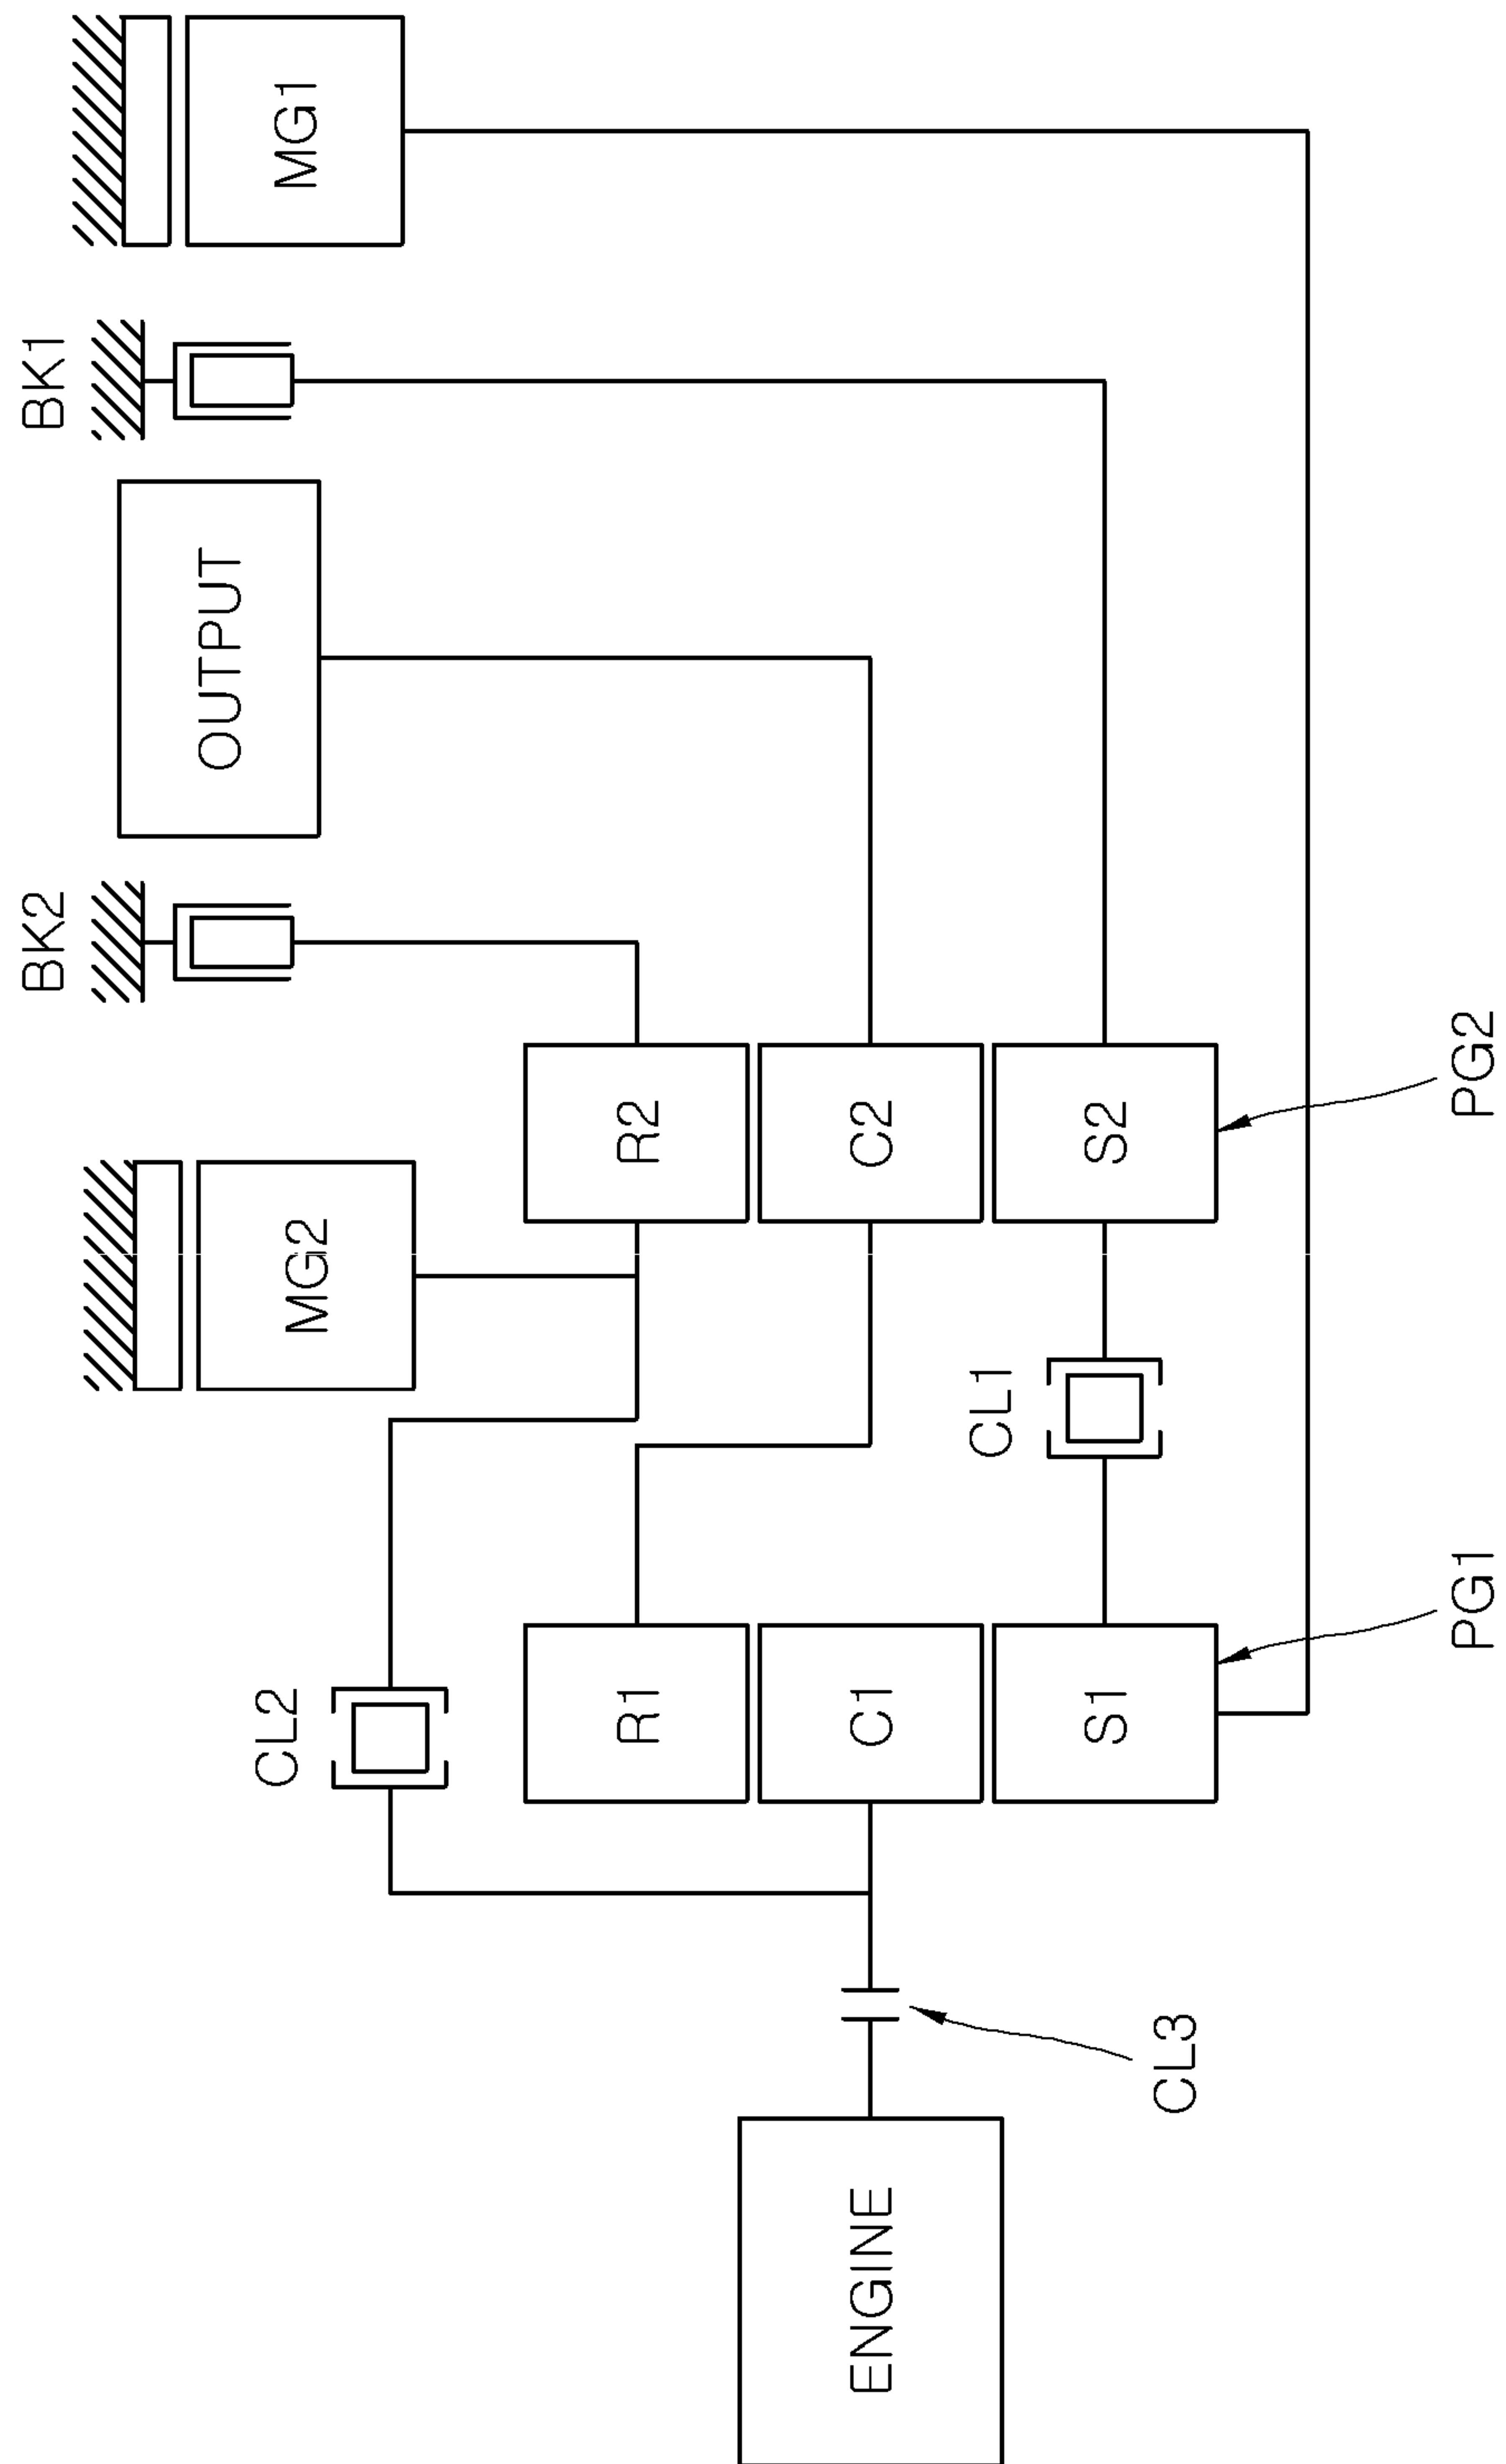 ENGINE
CL3
CL2
R1
C1
S1
PG1
CL1
MG2
R2
C2
S2
PG2
BK2
OUTPUT
BK1
MG1